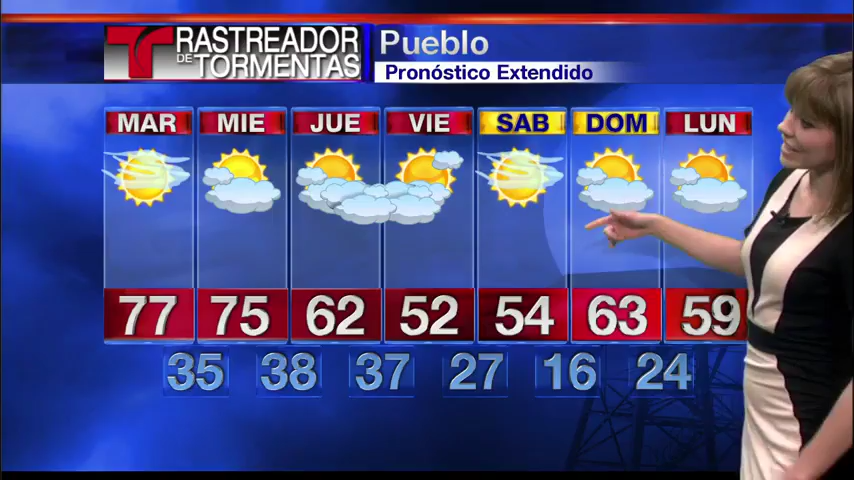 RASTREADOR
DE TORMENTAS
Pueblo
Pronóstico Extendido
MAR MIE JUE VIE SAB DOM LUN
77 75 62 52 54 63 59
35 38 37 27 16 24